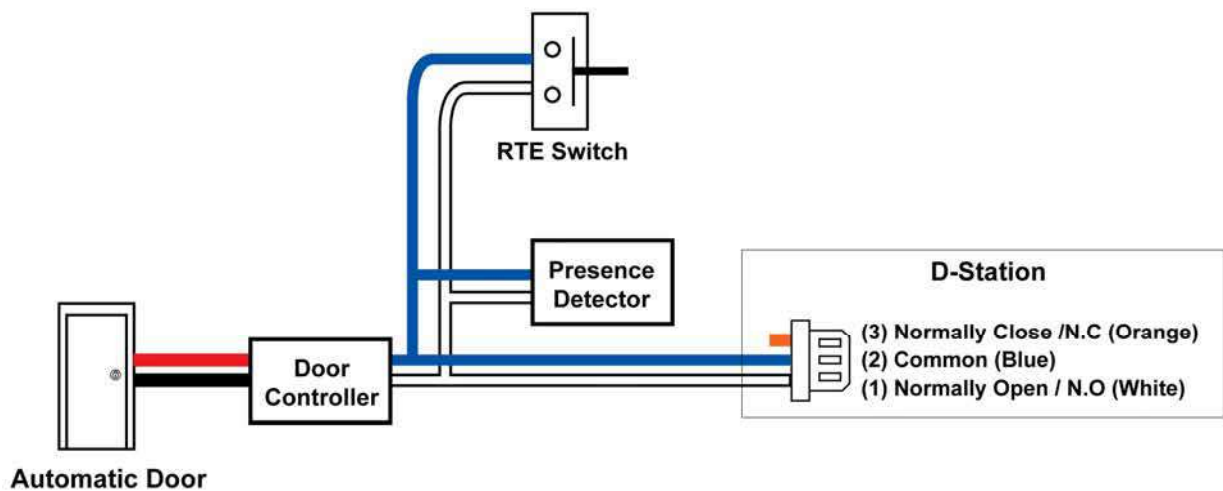 RTE Switch
Presence
Detector
D-Station
(3) Normally Close /N.C (Orange)
(2) Common (Blue)
(1) Normally Open / N.O (White)
Door
Controller
Automatic Door